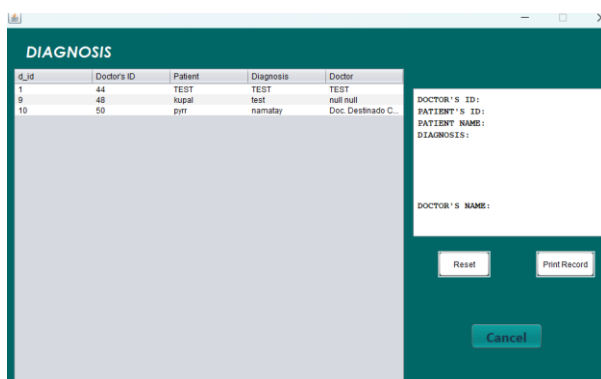 DIAGNOSIS
d_id Doctor's ID Patient Diagnosis Doctor
1 44 TEST TEST TEST
9 48 kupal test null null
10 50 pyrr namatay Doc. Destinado C...
DOCTOR'S ID:
PATIENT'S ID:
PATIENT NAME:
DIAGNOSIS:
DOCTOR'S NAME:
Reset Print Record
Cancel